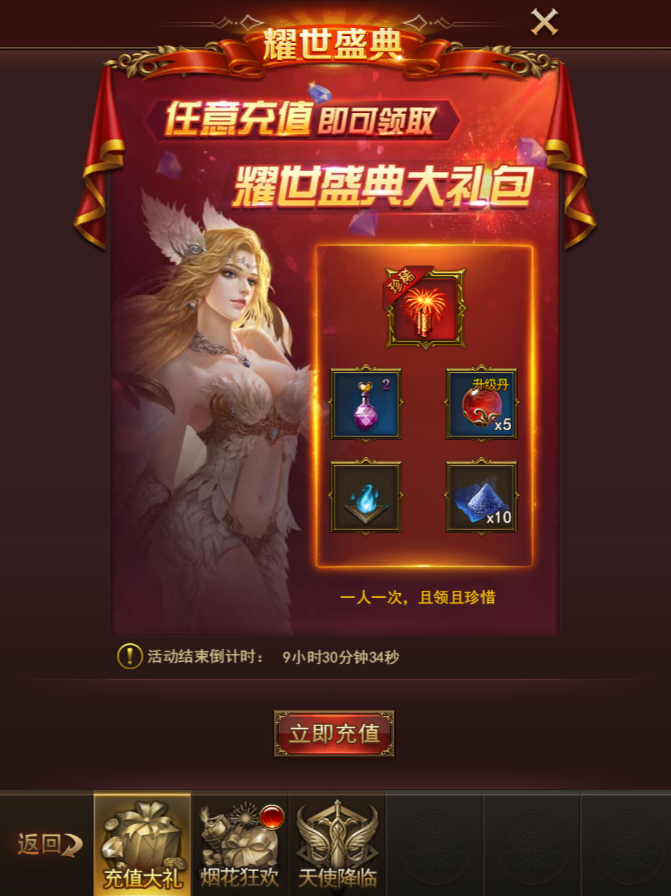 耀世盛典
任意充值即可领取
耀世盛典大礼包
珍稀
2
升级丹
x5
x10
一人一次，且领且珍惜
活动结束倒计时： 9小时30分钟34秒
立即充值
返回
充值大礼
烟花狂欢
天使降临